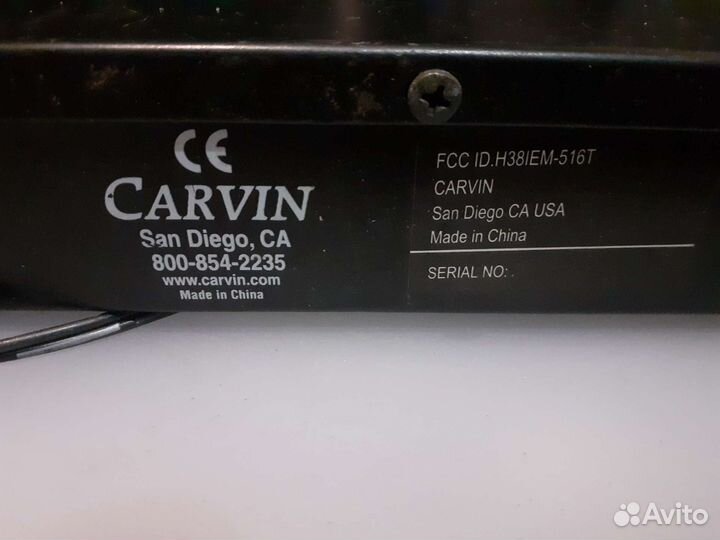 CE
CARVIN
San Diego, CA
800-854-2235
www.carvin.com
Made in China
FCC ID.H38IEM-516T
CARVIN
San Diego CA USA
Made in China
SERIAL NO:
Avito